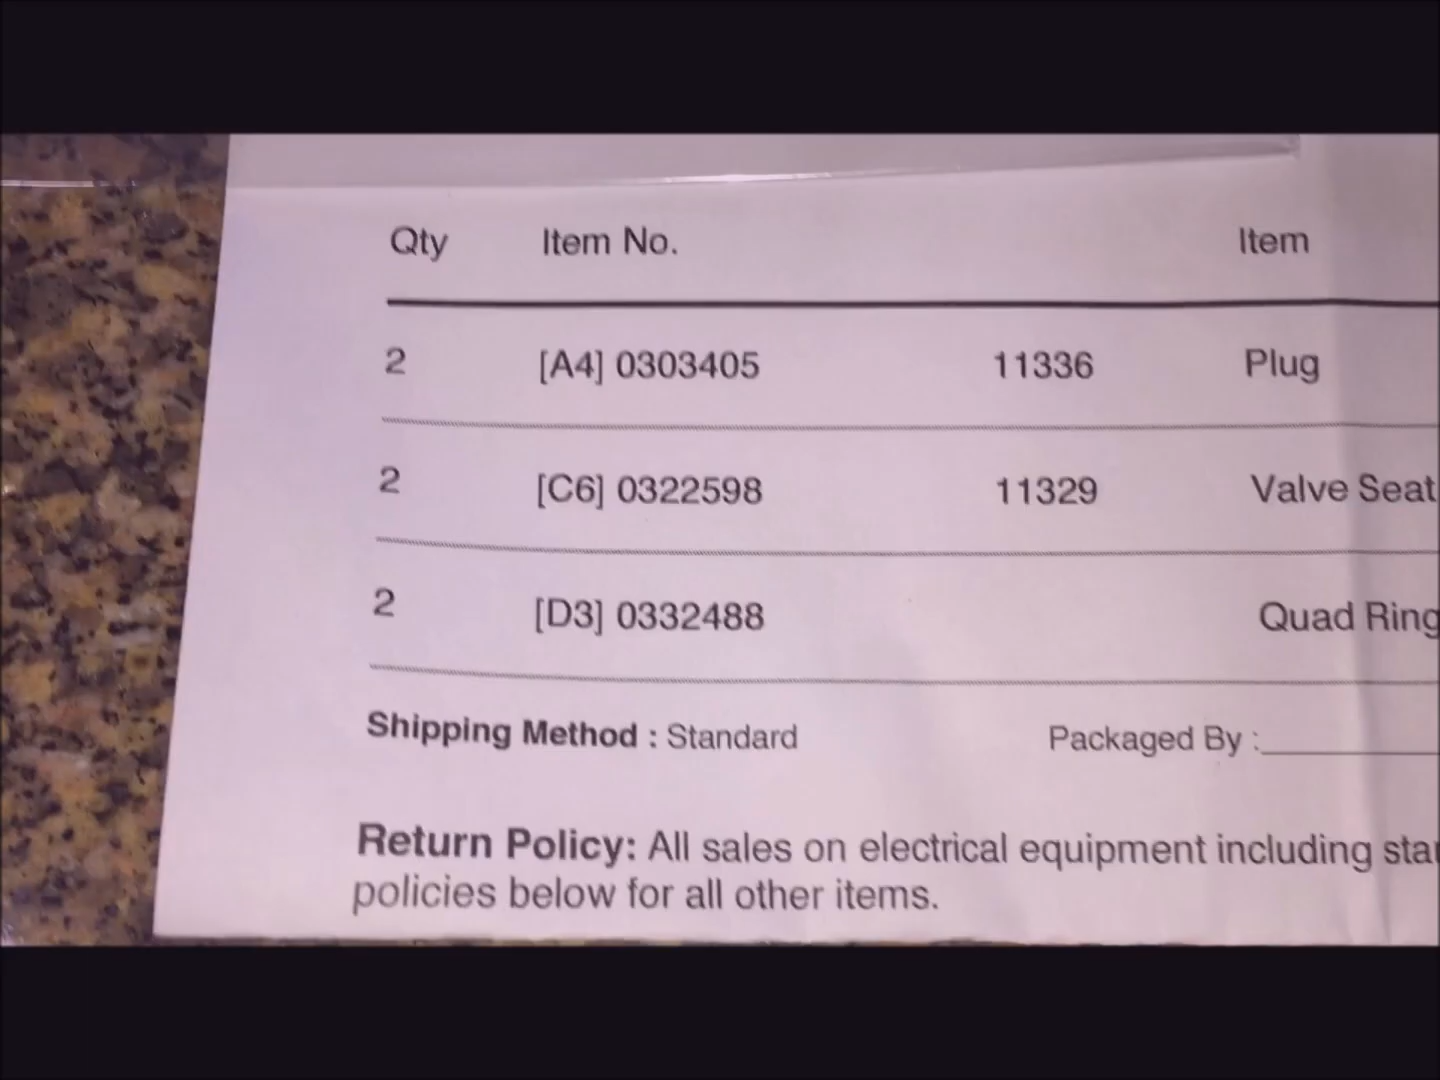 Qty Item No. Item
2 [A4] 0303405 11336 Plug
2 [C6] 0322598 11329 Valve Seat
2 [D3] 0332488 Quad Ring
Shipping Method : Standard Packaged By :
Return Policy: All sales on electrical equipment including
policies below for all other items.